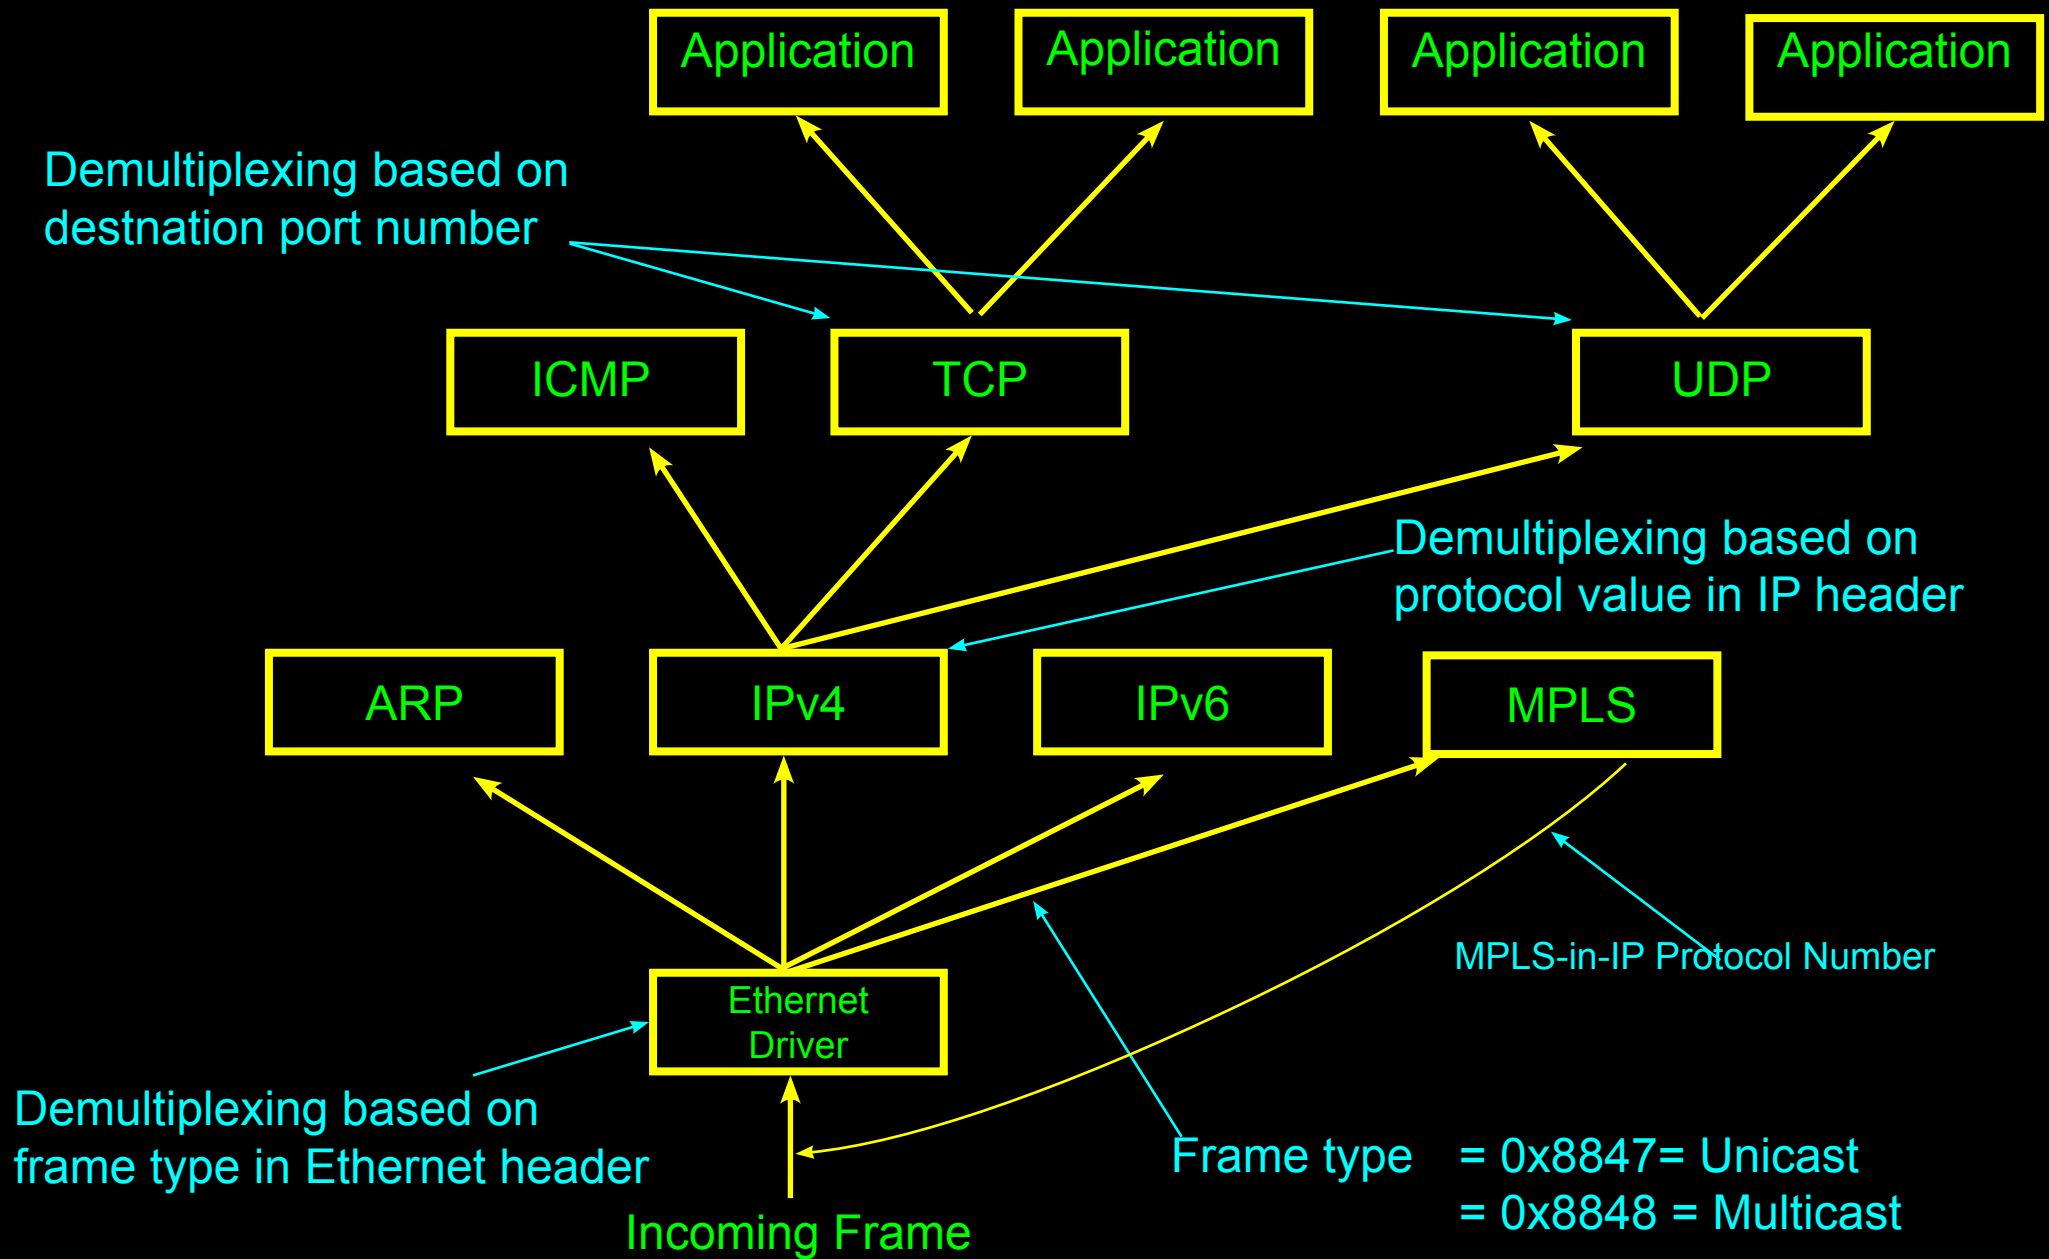 Application
Application
Application
Application
Demultiplexing based on
destnation port number
ICMP
TCP
UDP
Demultiplexing based on
protocol value in IP header
ARP
IPv4
IPv6
MPLS
MPLS-in-IP Protocol Number
Ethernet
Driver
Demultiplexing based on
frame type in Ethernet header
Frame type = 0x8847= Unicast
= 0x8848 = Multicast
Incoming Frame